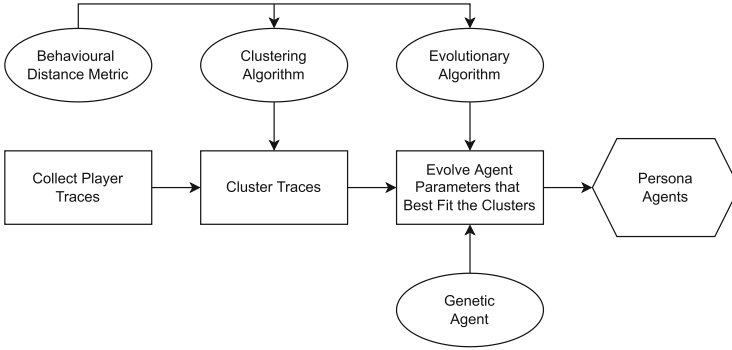 Behavioural
Distance Metric
Clustering
Algorithm
Evolutionary
Algorithm
Collect Player
Traces
Cluster Traces
Evolve Agent
Parameters that
Best Fit the Clusters
Persona
Agents
Genetic
Agent